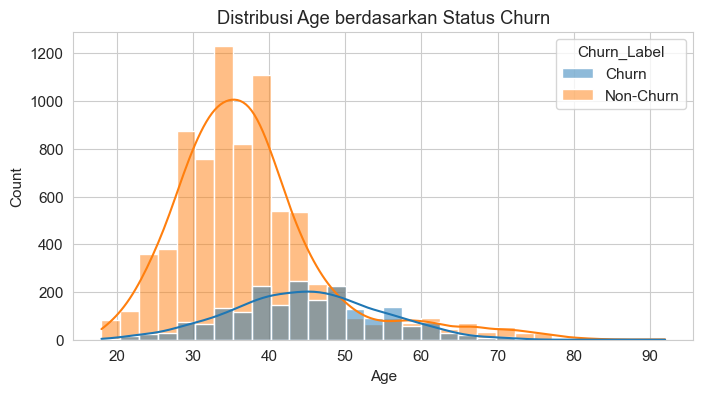 Distribusi Age berdasarkan Status Churn
Churn_Label
Churn
Non-Churn
1200
1000
800
600
400
200
0
Count
20 30 40 50 60 70 80 90
Age